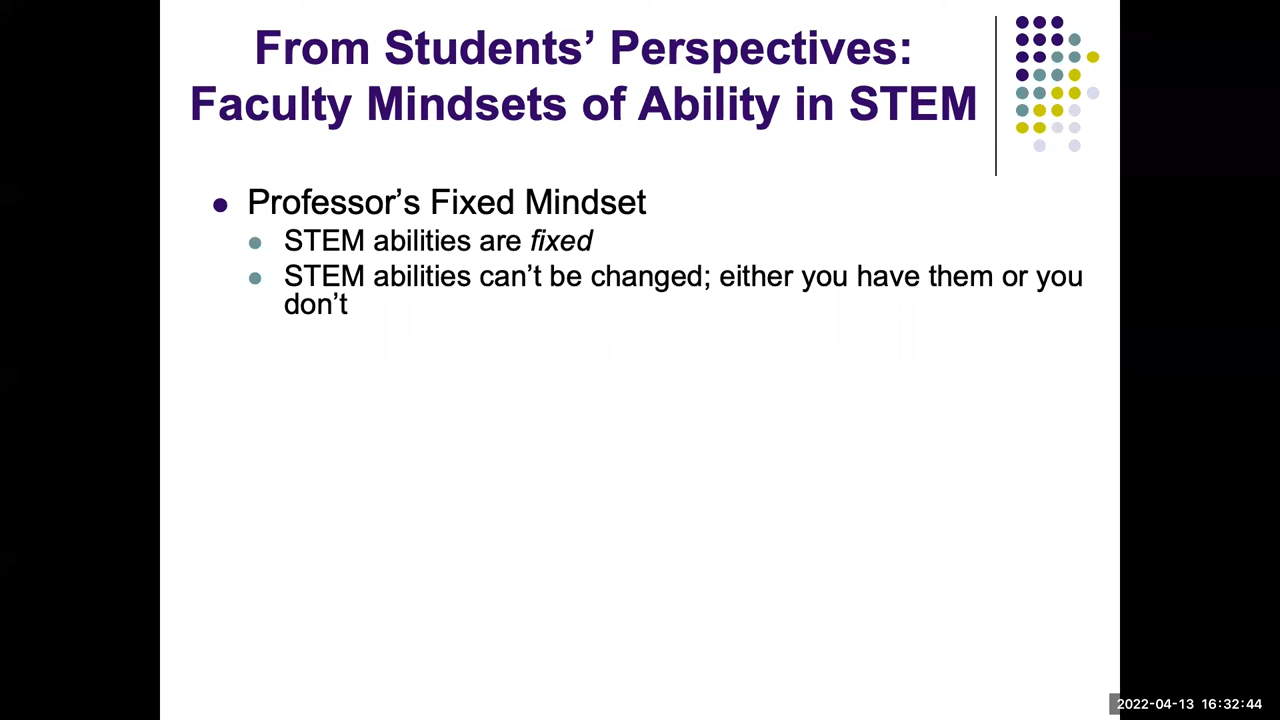 From Students’ Perspectives:
Faculty Mindsets of Ability in STEM
Professor’s Fixed Mindset
STEM abilities are fixed
STEM abilities can’t be changed; either you have them or you
don’t
2022-04-13 16:32:44